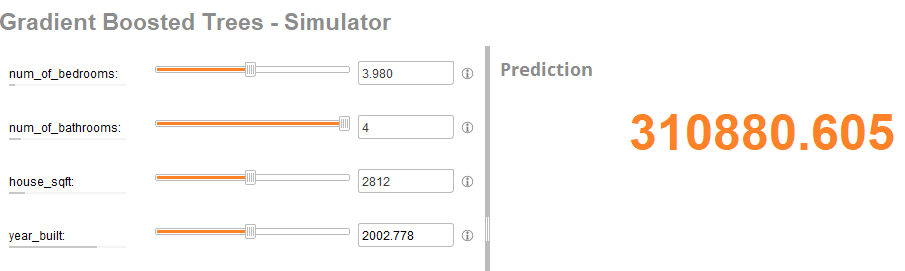 Gradient Boosted Trees - Simulator
num_of_bedrooms: 3.980
num_of_bathrooms: 4
house_sqft: 2812
year_built: 2002.778
Prediction
310880.605